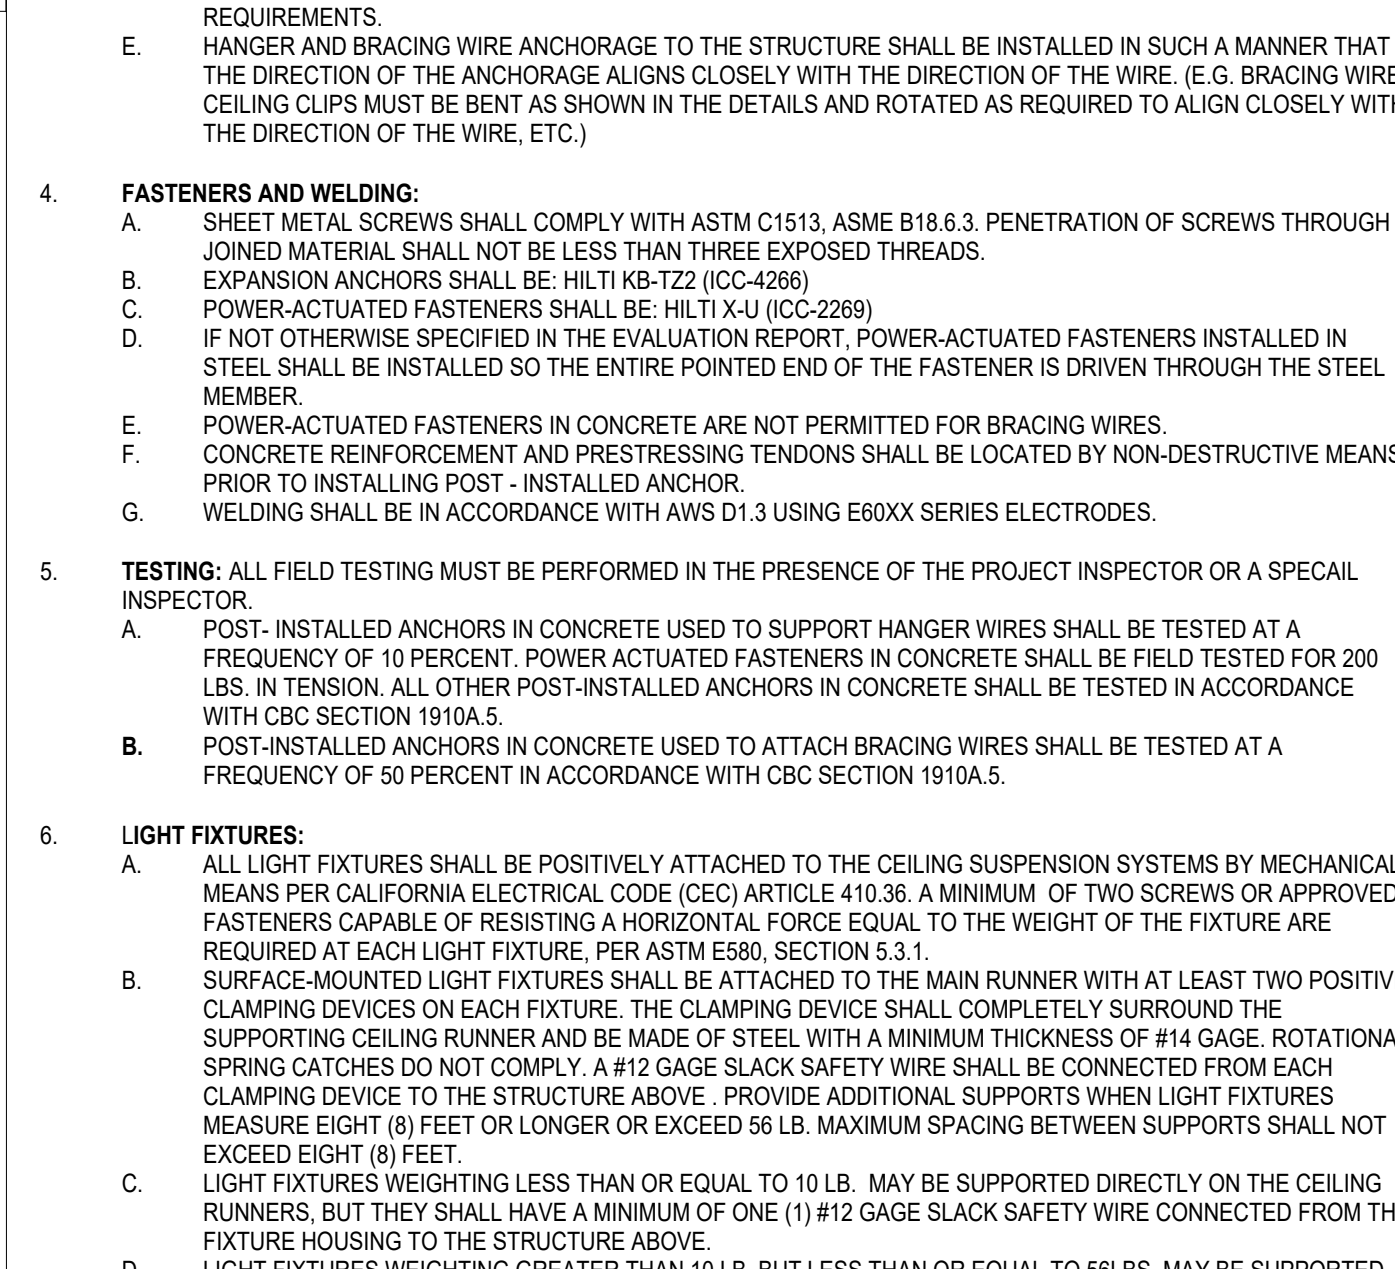 REQUIREMENTS.
E. HANGER AND BRACING WIRE ANCHORAGE TO THE STRUCTURE SHALL BE INSTALLED IN SUCH A MANNER THAT
THE DIRECTION OF THE ANCHORAGE ALIGNS CLOSELY WITH THE DIRECTION OF THE WIRE. (E.G. BRACING WIRE
CEILING CLIPS MUST BE BENT AS SHOWN IN THE DETAILS AND ROTATED AS REQUIRED TO ALIGN CLOSELY WITH
THE DIRECTION OF THE WIRE, ETC.)
4. FASTENERS AND WELDING:
A. SHEET METAL SCREWS SHALL COMPLY WITH ASTM C1513, ASME B18.6.3. PENETRATION OF SCREWS THROUGH
JOINED MATERIAL SHALL NOT BE LESS THAN THREE EXPOSED THREADS.
B. EXPANSION ANCHORS SHALL BE: HILTI KB-TZ2 (ICC-4266)
C. POWER-ACTUATED FASTENERS SHALL BE: HILTI X-U (ICC-2269)
D. IF NOT OTHERWISE SPECIFIED IN THE EVALUATION REPORT, POWER-ACTUATED FASTENERS INSTALLED IN
STEEL SHALL BE INSTALLED SO THE ENTIRE POINTED END OF THE FASTENER IS DRIVEN THROUGH THE STEEL
MEMBER.
E. POWER-ACTUATED FASTENERS IN CONCRETE ARE NOT PERMITTED FOR BRACING WIRES.
F. CONCRETE REINFORCEMENT AND PRESTRESSING TENDONS SHALL BE LOCATED BY NON-DESTRUCTIVE MEANS
PRIOR TO INSTALLING POST - INSTALLED ANCHOR.
G. WELDING SHALL BE IN ACCORDANCE WITH AWS D1.3 USING E60XX SERIES ELECTRODES.
5. TESTING: ALL FIELD TESTING MUST BE PERFORMED IN THE PRESENCE OF THE PROJECT INSPECTOR OR A SPECAIL
INSPECTOR.
A. POST- INSTALLED ANCHORS IN CONCRETE USED TO SUPPORT HANGER WIRES SHALL BE TESTED AT A
FREQUENCY OF 10 PERCENT. POWER ACTUATED FASTENERS IN CONCRETE SHALL BE FIELD TESTED FOR 200
LBS. IN TENSION. ALL OTHER POST-INSTALLED ANCHORS IN CONCRETE SHALL BE TESTED IN ACCORDANCE
WITH CBC SECTION 1910A.5.
B. POST-INSTALLED ANCHORS IN CONCRETE USED TO ATTACH BRACING WIRES SHALL BE TESTED AT A
FREQUENCY OF 50 PERCENT IN ACCORDANCE WITH CBC SECTION 1910A.5.
6. LIGHT FIXTURES:
A. ALL LIGHT FIXTURES SHALL BE POSITIVELY ATTACHED TO THE CEILING SUSPENSION SYSTEMS BY MECHANICAL
MEANS PER CALIFORNIA ELECTRICAL CODE (CEC) ARTICLE 410.36. A MINIMUM OF TWO SCREWS OR APPROVED
FASTENERS CAPABLE OF RESISTING A HORIZONTAL FORCE EQUAL TO THE WEIGHT OF THE FIXTURE ARE
REQUIRED AT EACH LIGHT FIXTURE, PER ASTM E580, SECTION 5.3.1.
B. SURFACE-MOUNTED LIGHT FIXTURES SHALL BE ATTACHED TO THE MAIN RUNNER WITH AT LEAST TWO POSITIV
CLAMPING DEVICES ON EACH FIXTURE. THE CLAMPING DEVICE SHALL COMPLETELY SURROUND THE
SUPPORTING CEILING RUNNER AND BE MADE OF STEEL WITH A MINIMUM THICKNESS OF #14 GAGE. ROTATIONA
SPRING CATCHES DO NOT COMPLY. A #12 GAGE SLACK SAFETY WIRE SHALL BE CONNECTED FROM EACH
CLAMPING DEVICE TO THE STRUCTURE ABOVE . PROVIDE ADDITIONAL SUPPORTS WHEN LIGHT FIXTURES
MEASURE EIGHT (8) FEET OR LONGER OR EXCEED 56 LB. MAXIMUM SPACING BETWEEN SUPPORTS SHALL NOT
EXCEED EIGHT (8) FEET.
C. LIGHT FIXTURES WEIGHTING LESS THAN OR EQUAL TO 10 LB. MAY BE SUPPORTED DIRECTLY ON THE CEILING
RUNNERS, BUT THEY SHALL HAVE A MINIMUM OF ONE (1) #12 GAGE SLACK SAFETY WIRE CONNECTED FROM TH
FIXTURE HOUSING TO THE STRUCTURE ABOVE.
D. LIGHT FIXTURES WEIGHTING GREATER THAN 10 LB. BUT LESS THAN OR EQUAL TO 56LBS. MAY BE SUPPORTED